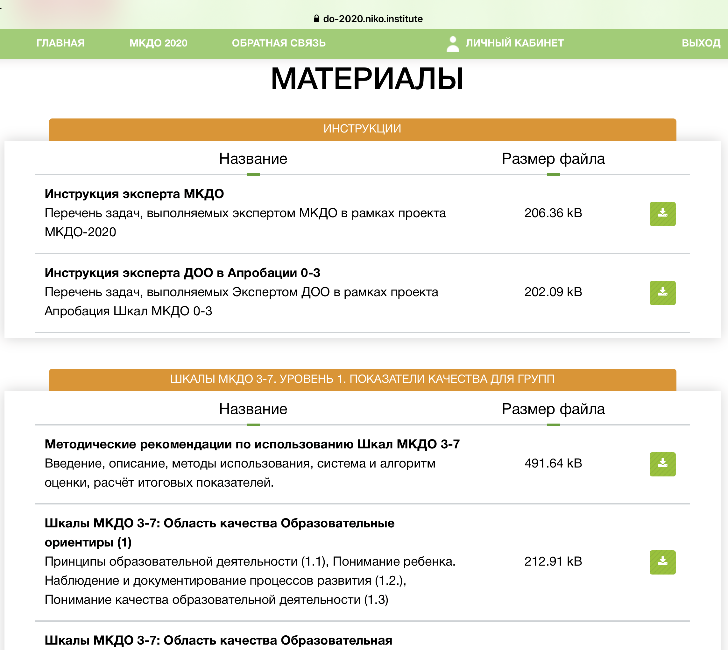 do-2020.niko.institute
ГЛАВНАЯ МКДО 2020 ОБРАТНАЯ СВЯЗЬ ЛИЧНЫЙ КАБИНЕТ ВЫХОД
МАТЕРИАЛЫ
ИНСТРУКЦИИ
Название Размер файла
Инструкция эксперта МКДО
Перечень задач, выполняемых экспертом МКДО в рамках проекта
МКДО-2020
206.36 kB
Инструкция эксперта ДОО в Апробации 0-3
Перечень задач, выполняемых Экспертом ДОО в рамках проекта
Апробация Шкал МКДО 0-3
202.09 kB
ШКАЛЫ МКДО 3-7. УРОВЕНЬ 1. ПОКАЗАТЕЛИ КАЧЕСТВА ДЛЯ ГРУПП
Название Размер файла
Методические рекомендации по использованию Шкал МКДО 3-7
Введение, описание, методы использования, система и алгоритм
оценки, расчёт итоговых показателей.
491.64 kB
Шкалы МКДО 3-7: Область качества Образовательные
ориентиры (1)
Принципы образовательной деятельности (1.1), Понимание ребенка.
Наблюдение и документирование процессов развития (1.2.),
Понимание качества образовательной деятельности (1.3)
212.91 kB
Шкалы МКДО 3-7: Область качества Образовательная